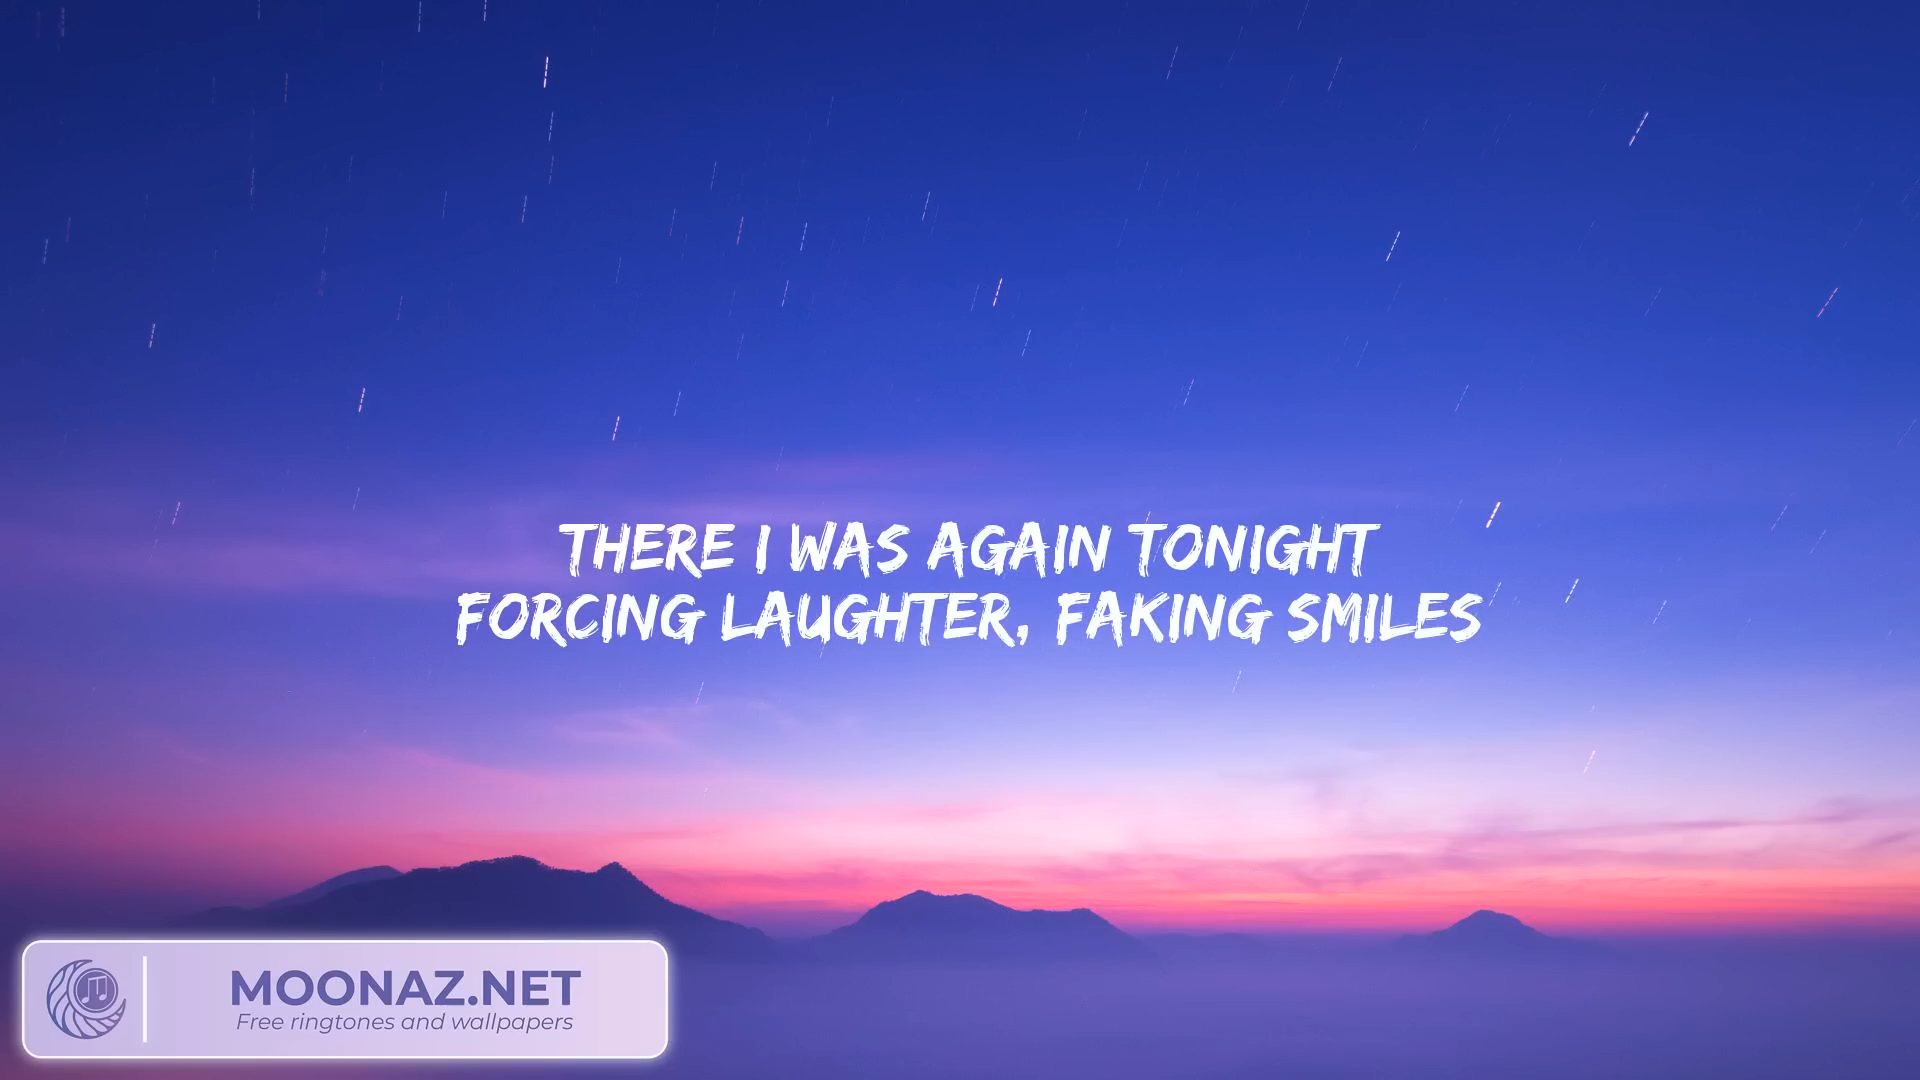 THERE I WAS AGAIN TONIGHT
FORCING LAUGHTER, FAKING SMILES
MOONAZ.NET
Free ringtones and wallpapers